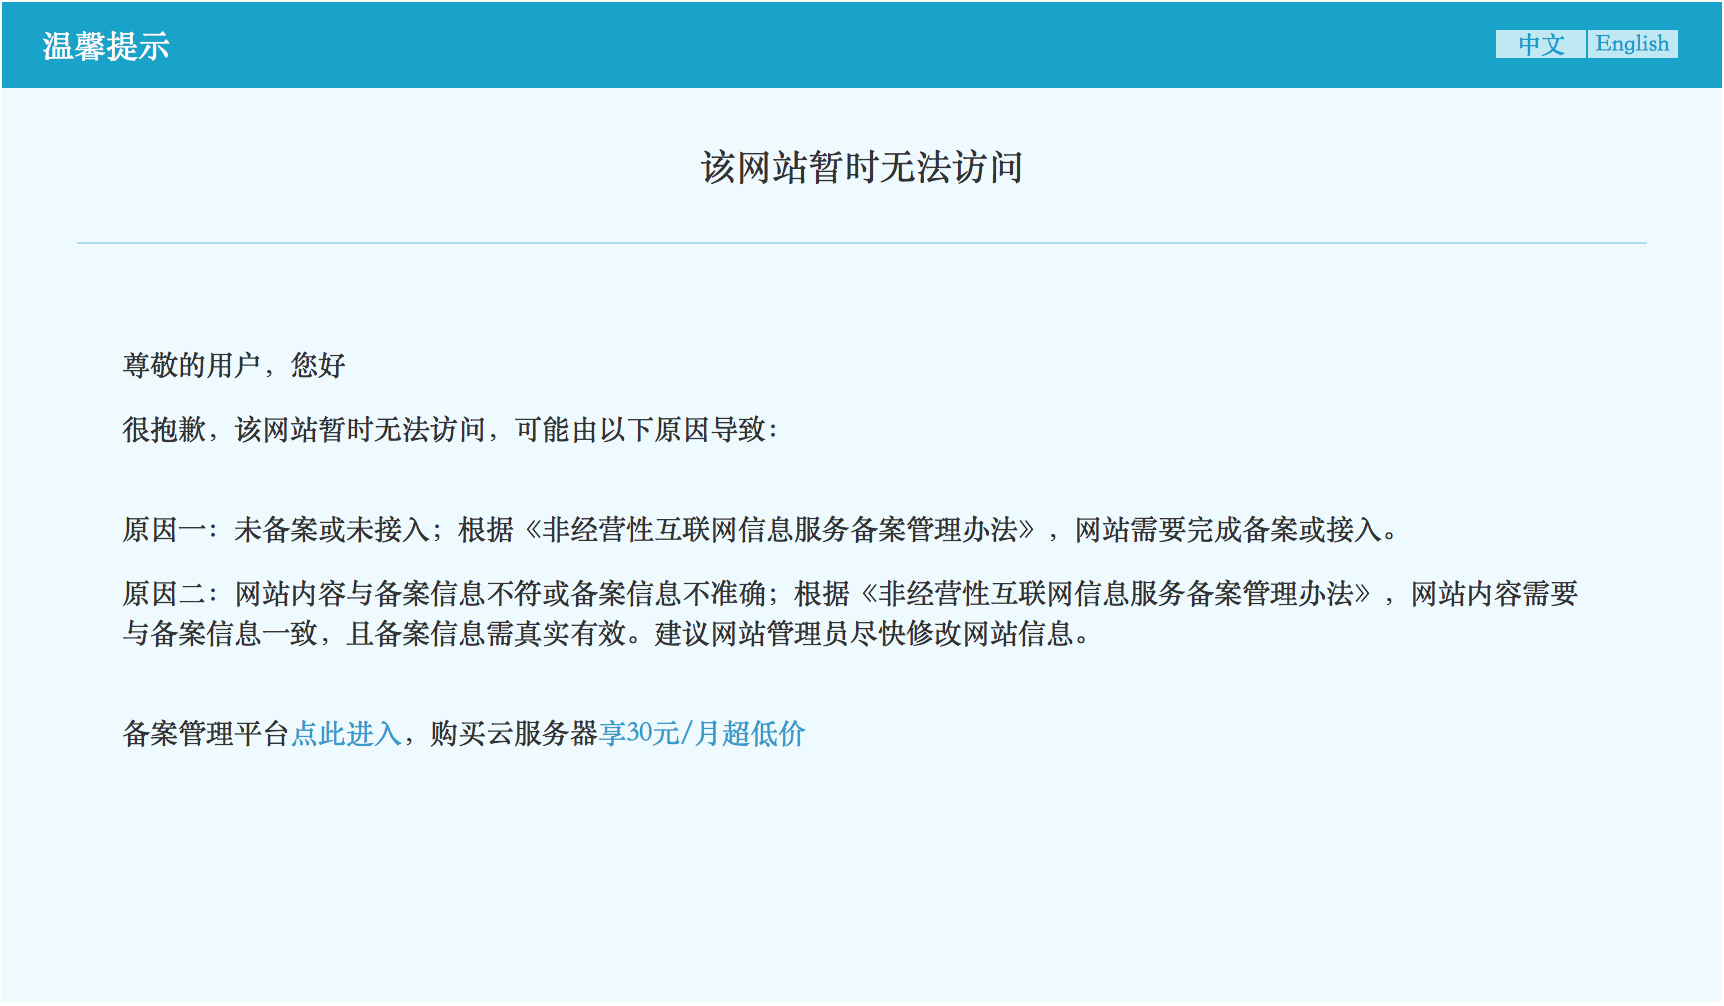 温馨提示
中文 English
该网站暂时无法访问
尊敬的用户，您好
很抱歉，该网站暂时无法访问，可能由以下原因导致：
原因一：未备案或未接入；根据《非经营性互联网信息服务备案管理办法》，网站需要完成备案或接入。
原因二：网站内容与备案信息不符或备案信息不准确；根据《非经营性互联网信息服务备案管理办法》，网站内容需要
与备案信息一致，且备案信息需真实有效。建议网站管理员尽快修改网站信息。
备案管理平台点此进入，购买云服务器享30元/月超低价